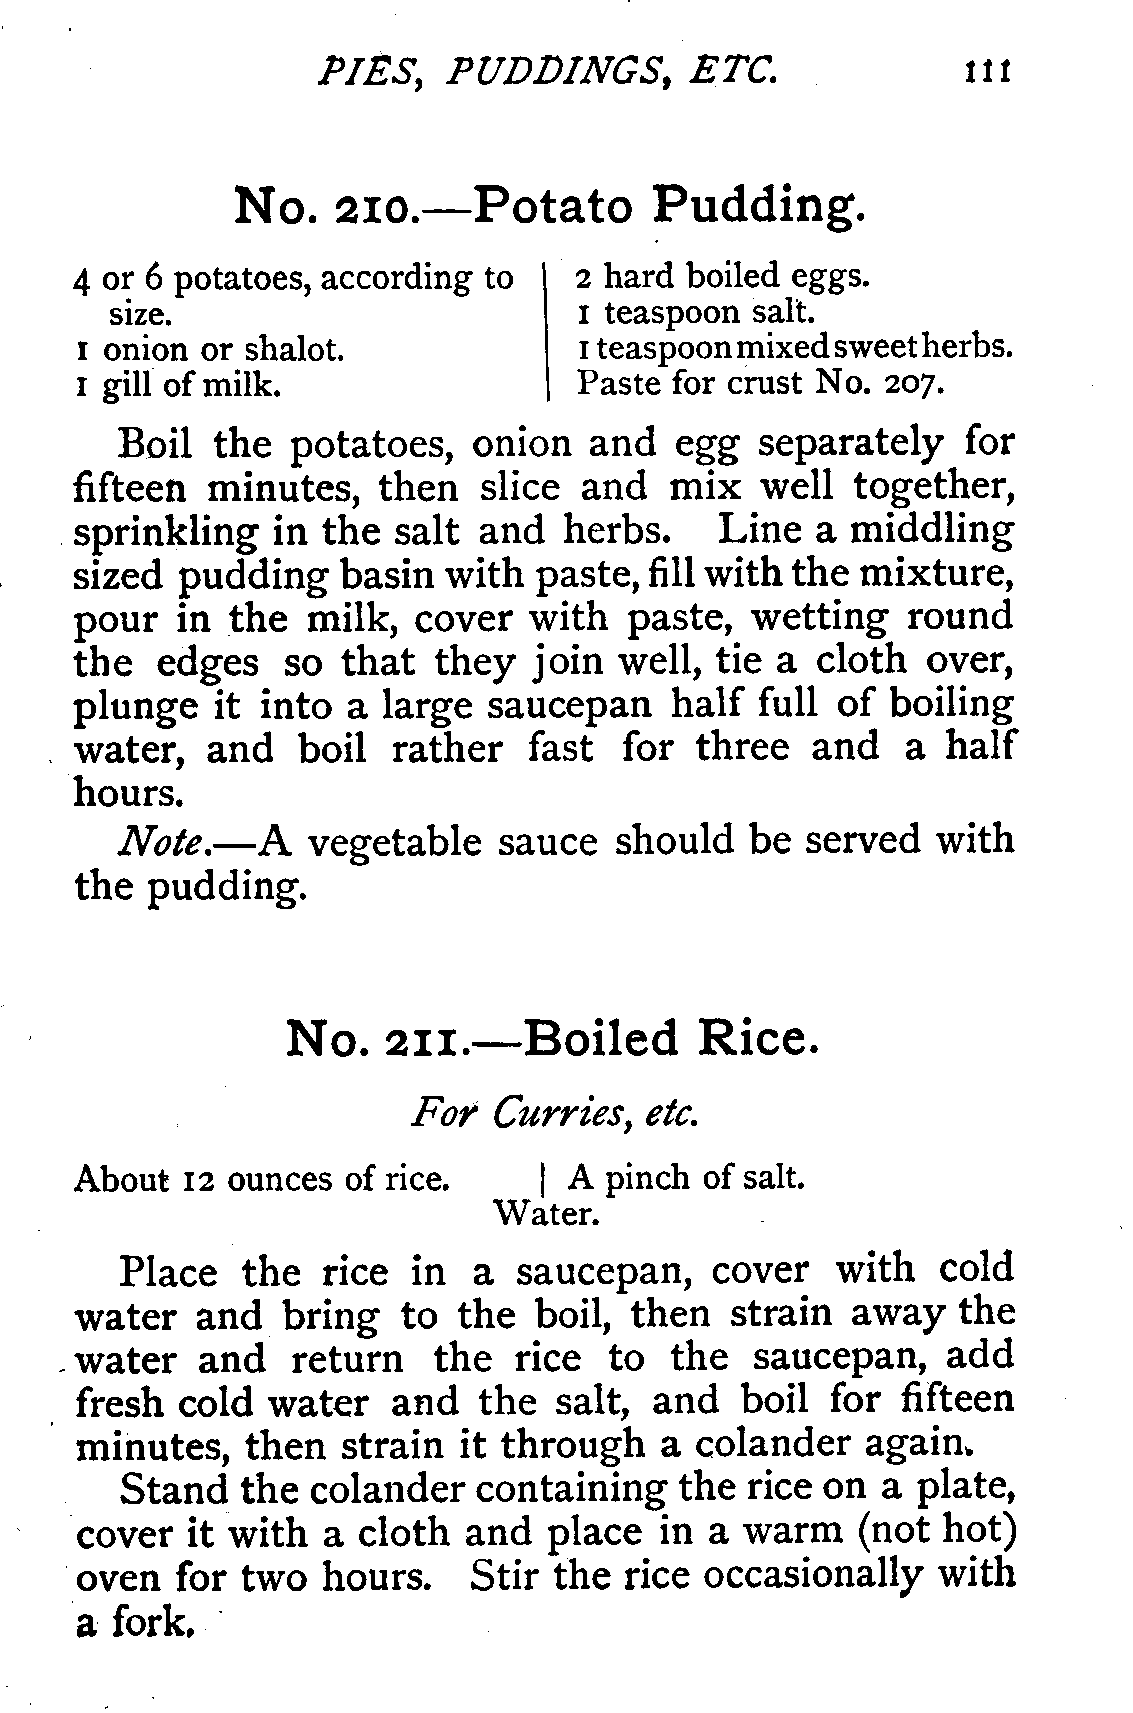 PIES, PUDDINGS, ETC. 111
No. 210.—Potato Pudding.
4 or 6 potatoes, according to
size.
1 onion or shalot.
1 gill of milk.
2 hard boiled eggs.
1 teaspoon salt.
1 teaspoon mixed sweet herbs.
Paste for crust No. 207.
Boil the potatoes, onion and egg separately for
fifteen minutes, then slice and mix well together,
sprinkling in the salt and herbs. Line a middling
sized pudding basin with paste, fill with the mixture,
pour in the milk, cover with paste, wetting round
the edges so that they join well, tie a cloth over,
plunge it into a large saucepan half full of boiling
water, and boil rather fast for three and a half
hours.
Note.—A vegetable sauce should be served with
the pudding.
No. 211.—Boiled Rice.
For Curries, etc.
About 12 ounces of rice. | A pinch of salt.
Water.
Place the rice in a saucepan, cover with cold
water and bring to the boil, then strain away the
water and return the rice to the saucepan, add
fresh cold water and the salt, and boil for fifteen
minutes, then strain it through a colander again.
Stand the colander containing the rice on a plate,
cover it with a cloth and place in a warm (not hot)
oven for two hours. Stir the rice occasionally with
a fork.